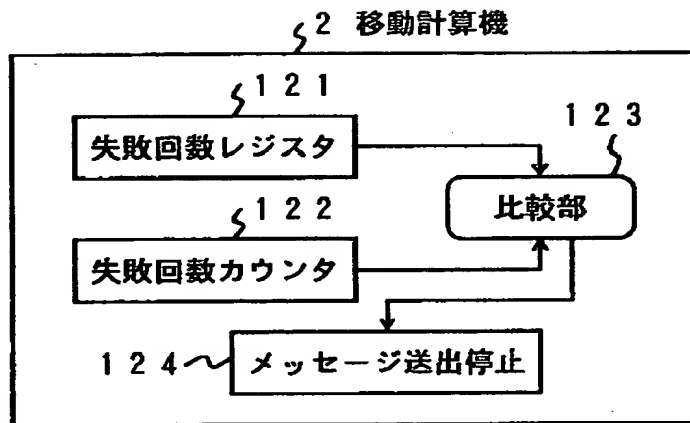 2 移動計算機
121
失敗回数レジスタ
123
比較部
122
失敗回数カウンタ
124
メッセージ送出停止